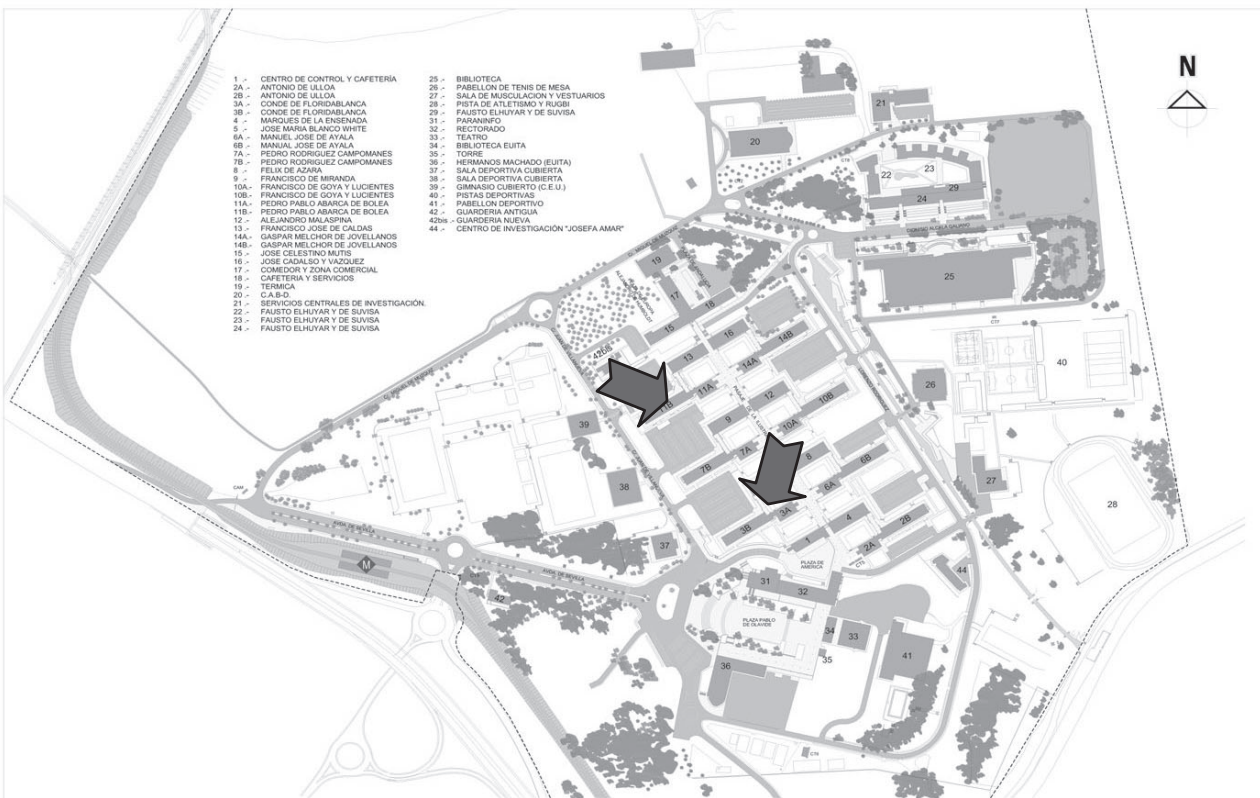 N
1 .- CENTRO DE CONTROL Y CAFETERÍA
2A .- ANTONIO DE ULLOA
2B .- ANTONIO DE ULLOA
3A .- CONDE DE FLORIDABLANCA
3B .- CONDE DE FLORIDABLANCA
4 .- MARQUES DE LA ENSENADA
5 .- JOSE MARIA BLANCO WHITE
6A .- MANUEL JOSE DE AYALA
6B .- MANUAL JOSE DE AYALA
7A .- PEDRO RODRIGUEZ CAMPOMANES
7B .- PEDRO RODRIGUEZ CAMPOMANES
8 .- FELIX DE AZARA
9 .- FRANCISCO DE MIRANDA
10A.- FRANCISCO DE GOYA Y LUCIENTES
10B.- FRANCISCO DE GOYA Y LUCIENTES
11A.- PEDRO PABLO ABARCA DE BOLEA
11B.- PEDRO PABLO ABARCA DE BOLEA
12 .- ALEJANDRO MALASPINA
13 .- FRANCISCO JOSE DE CALDAS
14A.- GASPAR MELCHOR DE JOVELLANOS
14B.- GASPAR MELCHOR DE JOVELLANOS
15 .- JOSE CELESTINO MUTIS
16 .- JOSE CADALSO Y VAZQUEZ
17 .- COMEDOR Y ZONA COMERCIAL
18 .- CAFETERIA Y SERVICIOS
19 .- TERMICA
20 .- C.A.B-D.
21 .- SERVICIOS CENTRALES DE INVESTIGACIÓN.
22 .- FAUSTO ELHUYAR Y DE SUVISA
23 .- FAUSTO ELHUYAR Y DE SUVISA
24 .- FAUSTO ELHUYAR Y DE SUVISA
25 .- BIBLIOTECA
26 .- PABELLON DE TENIS DE MESA
27 .- SALA DE MUSCULACION Y VESTUARIOS
28 .- PISTA DE ATLETISMO Y RUGBI
29 .- FAUSTO ELHUYAR Y DE SUVISA
31 .- PARANINFO
32 .- RECTORADO
33 .- TEATRO
34 .- BIBLIOTECA EUITA
35 .- TORRE
36 .- HERMANOS MACHADO (EUITA)
37 .- SALA DEPORTIVA CUBIERTA
38 .- SALA DEPORTIVA CUBIERTA
39 .- GIMNASIO CUBIERTO (C.E.U.)
40 .- PISTAS DEPORTIVAS
41 .- PABELLON DEPORTIVO
42 .- GUARDERIA ANTIGUA
42bis .- GUARDERIA NUEVA
44 .- CENTRO DE INVESTIGACIÓN "JOSEFA AMAR"
21
20
22
23
29
24
DIONISIO ALCALA GALIANO
25
19
17
18
15
16
14B
42bis
13
14A
40
26
11A
11B
12
10B
9
10A
39
7A
8
7B
6B
38
6A
27
28
3A
3B
4
2B
1
2A
37
CAM
AVDA. DE SEVILLA
M
AVDA. DE SEVILLA
PLAZA DE
AMERICA
44
31
32
42
PLAZA PABLO
DE OLAVIDE
34
33
35
41
36